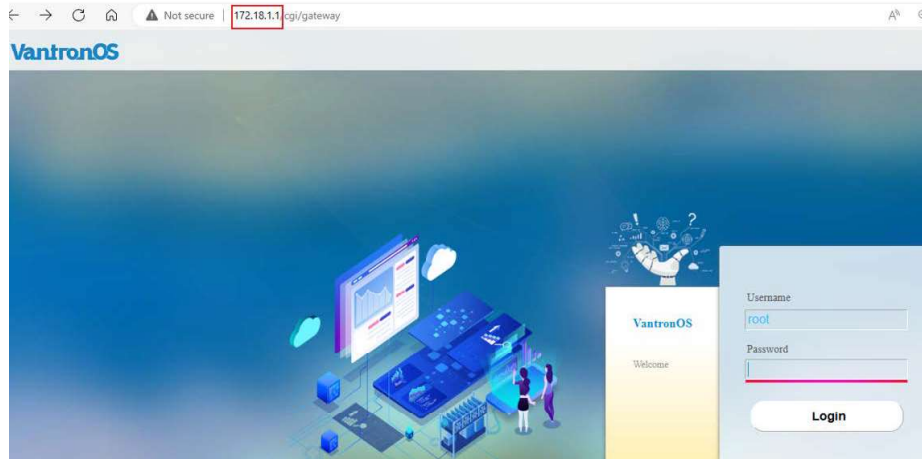 Not secure | 172.18.1.1/cgi/gateway
VantronOS
VantronOS
Welcome
Username
root
Password
Login